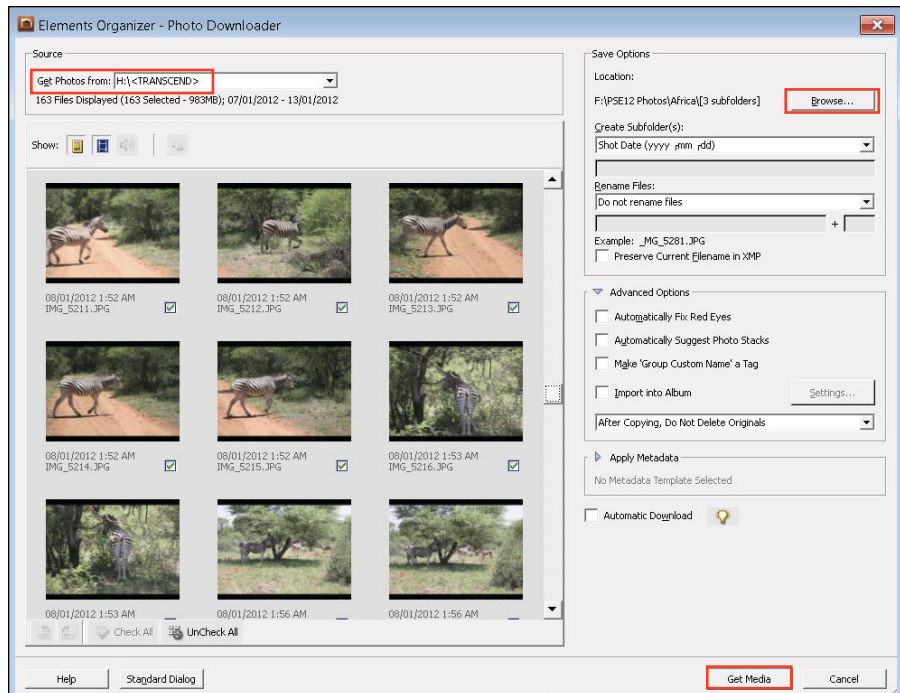 Elements Organizer - Photo Downloader
Source
Get Photos from: H:\<TRANSCEND>
163 Files Displayed (163 Selected - 983MB); 07/01/2012 - 13/01/2012
Show:
08/01/2012 1:52 AM
IMG_5211.JPG
08/01/2012 1:52 AM
IMG_5212.JPG
08/01/2012 1:52 AM
IMG_5213.JPG
08/01/2012 1:52 AM
IMG_5214.JPG
08/01/2012 1:52 AM
IMG_5215.JPG
08/01/2012 1:53 AM
IMG_5216.JPG
08/01/2012 1:53 AM
08/01/2012 1:56 AM
08/01/2012 1:56 AM
Check All
UnCheck All
Save Options
Location:
F:\PSE12 Photos\Africa\[3 subfolders]
Browse...
Create Subfolder(s):
Shot Date (yyyy mm dd)
Rename Files:
Do not rename files
+
Example: _MG_5281.JPG
Preserve Current Filename in XMP
Advanced Options
Automatically Fix Red Eyes
Automatically Suggest Photo Stacks
Make 'Group Custom Name' a Tag
Import into Album
Settings...
After Copying, Do Not Delete Originals
Apply Metadata
No Metadata Template Selected
Automatic Download
Help
Standard Dialog
Get Media
Cancel